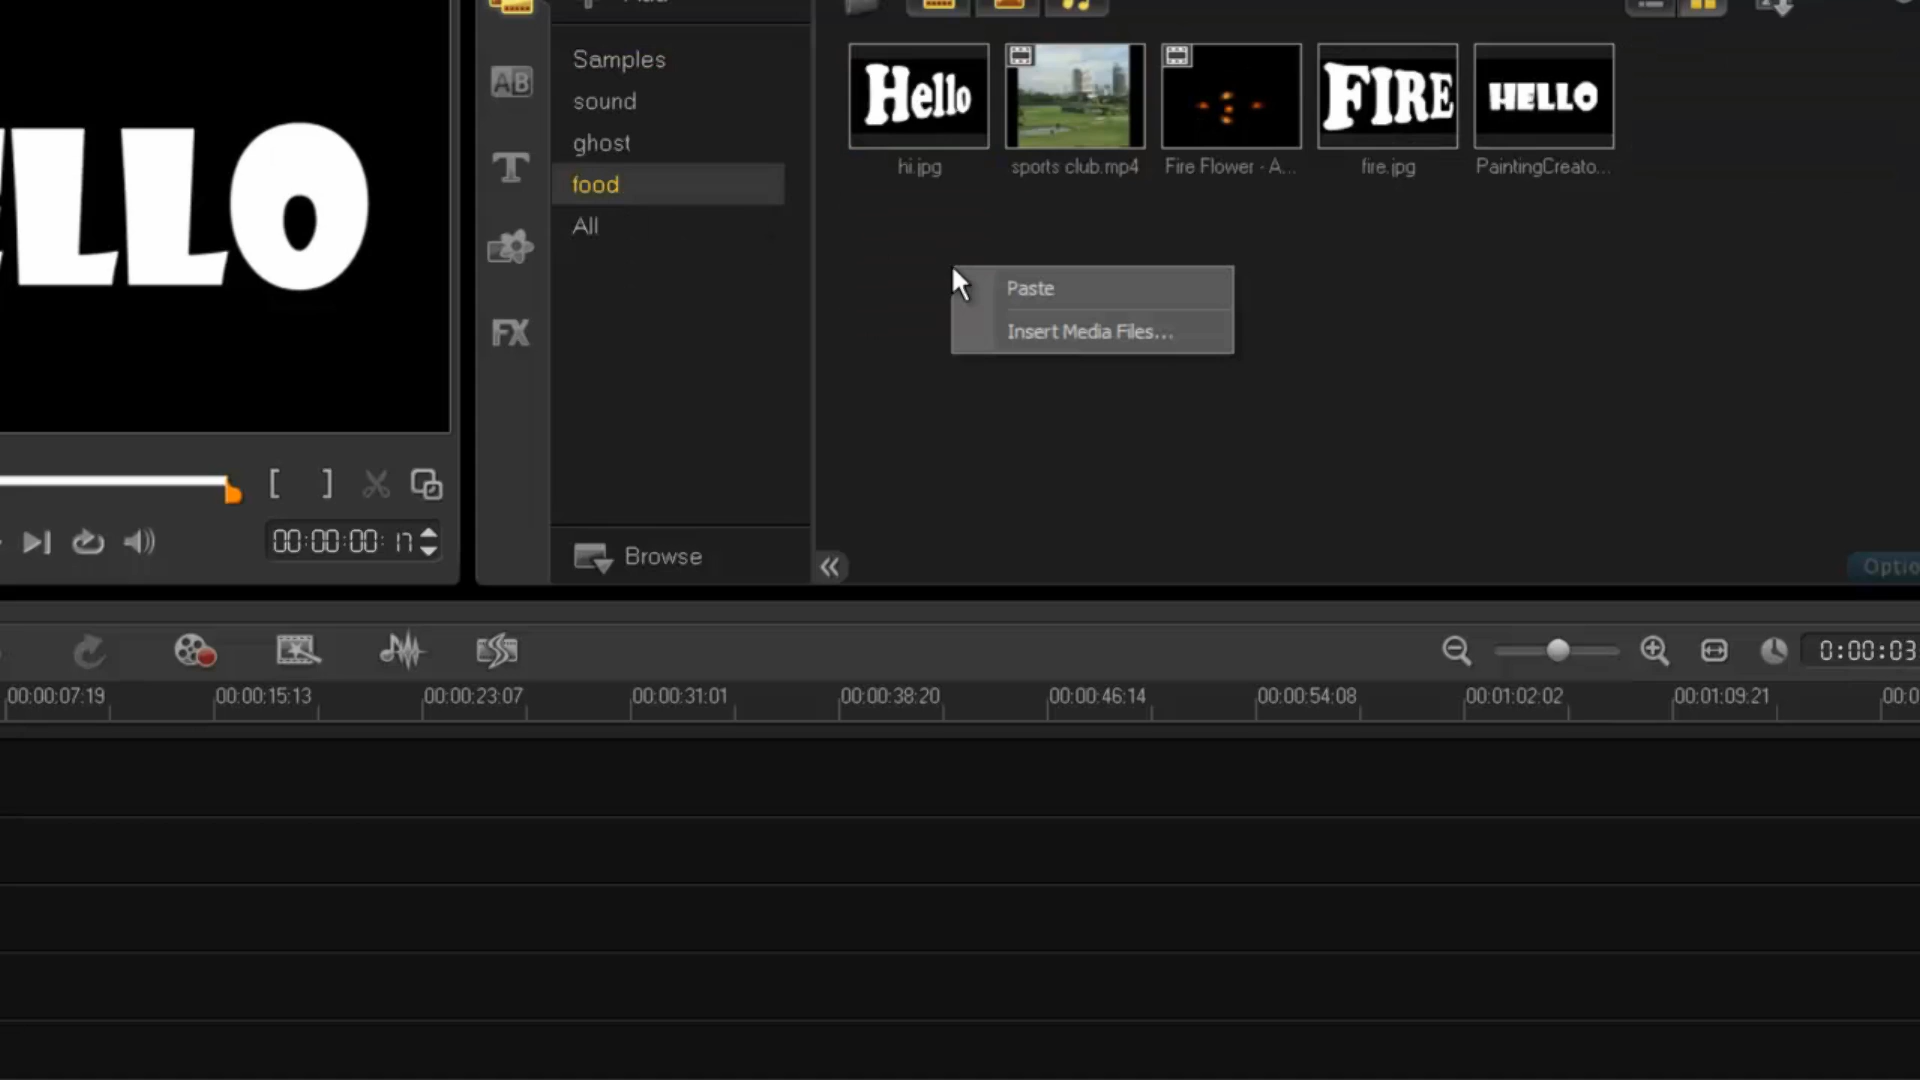 Samples
sound
ghost
food
All
Browse
AB
T
FX
Hello
FIRE
HELLO
hi.jpg
sports club.mp4
Fire Flower - A...
fire.jpg
PaintingCreato...
Paste
Insert Media Files...
LLO
[ ]
00:00:00:17
Optio
0:00:03
00:00:07:19
00:00:15:13
00:00:23:07
00:00:31:01
00:00:38:20
00:00:46:14
00:00:54:08
00:01:02:02
00:01:09:21
00:0